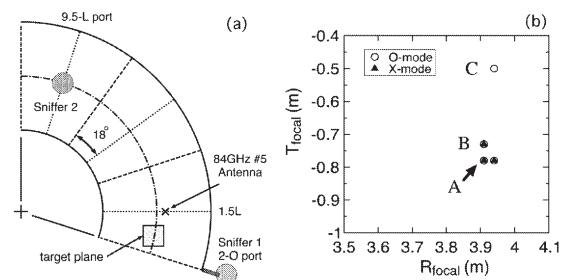 9.5-L port
(a)
Sniffer 2
18°
84GHz #5
Antenna
1.5L
target plane
Sniffer 1
2-O port
(b)
O-mode
X-mode
C
B
A
-0.4
-0.5
-0.6
-0.7
-0.8
-0.9
-1
T focal (m)
3.5 3.6 3.7 3.8 3.9 4 4.1
R focal (m)